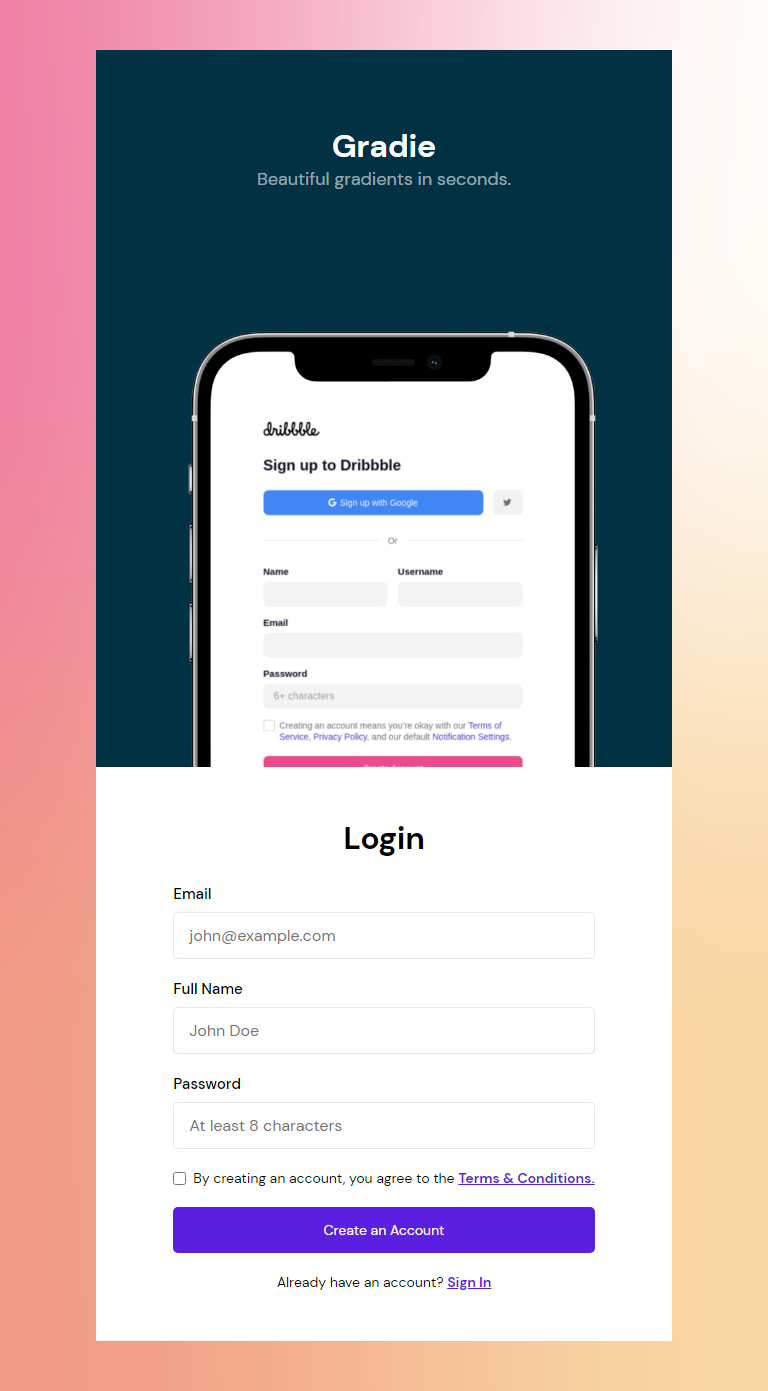 Gradie
Beautiful gradients in seconds.
dribbble
Sign up to Dribbble
Sign up with Google
Or
Name Username
Email
Password
6+ characters
Creating an account means you're okay with our Terms of
Service, Privacy Policy, and our default Notification Settings.
Create Account
Login
Email
john@example.com
Full Name
John Doe
Password
At least 8 characters
By creating an account, you agree to the Terms & Conditions.
Create an Account
Already have an account? Sign In